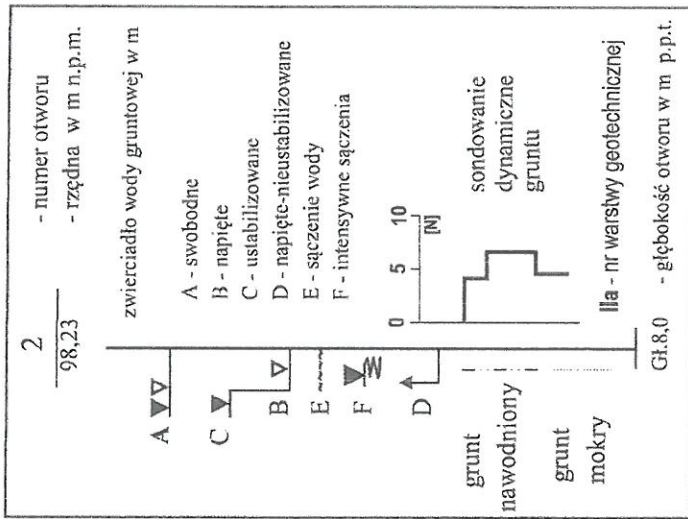 2
- numer otworu
98,23
- rzędna w m n.p.m.
zwierciadło wody gruntowej w m
A
A - swobodne
B - napięte
C
C - ustabilizowane
D - napięte-nieustabilizowane
B
E - sączenie wody
E
F - intensywne sączenia
F
D
0 5 10
[N]
sondowanie
dynamiczne
gruntu
grunt
nawodniony
grunt
mokry
IIa - nr warstwy geotechnicznej
Gł.8,0 - głębokość otworu w m p.p.t.